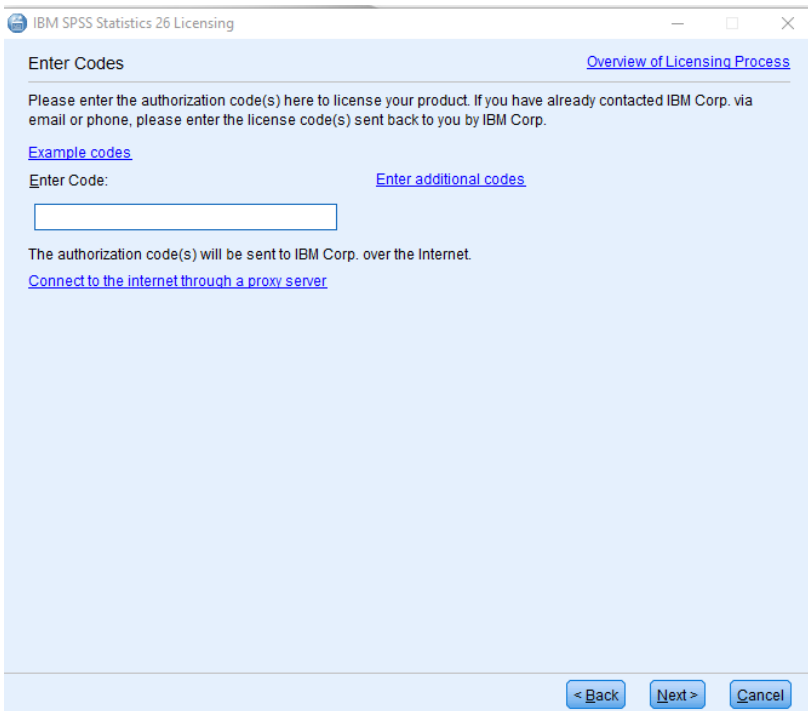 IBM SPSS Statistics 26 Licensing
Enter Codes
Overview of Licensing Process
Please enter the authorization code(s) here to license your product. If you have already contacted IBM Corp. via
email or phone, please enter the license code(s) sent back to you by IBM Corp.
Example codes
Enter Code:
Enter additional codes
The authorization code(s) will be sent to IBM Corp. over the Internet.
Connect to the internet through a proxy server
< Back
Next >
Cancel